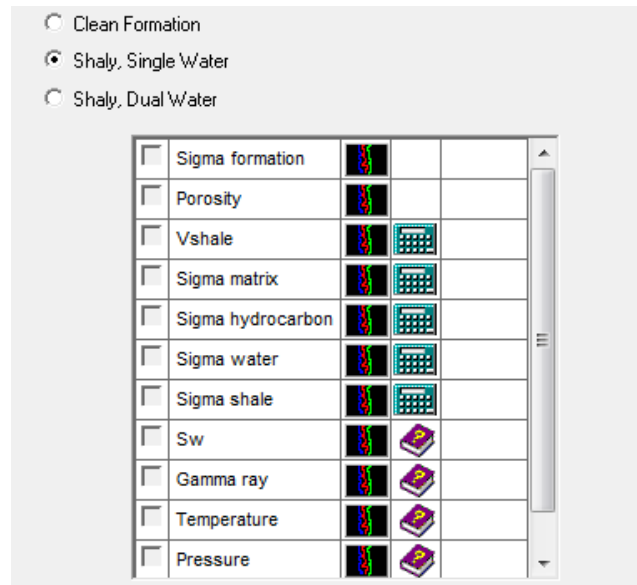 Clean Formation
Shaly, Single Water
Shaly, Dual Water
Sigma formation
Porosity
Vshale
Sigma matrix
Sigma hydrocarbon
Sigma water
Sigma shale
Sw
Gamma ray
Temperature
Pressure